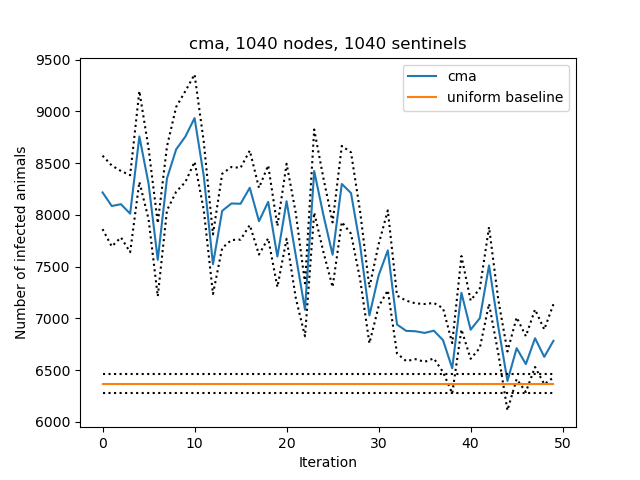 cma, 1040 nodes, 1040 sentinels
cma
uniform baseline
Number of infected animals
9500
9000
8500
8000
7500
7000
6500
6000
0 10 20 30 40 50
Iteration